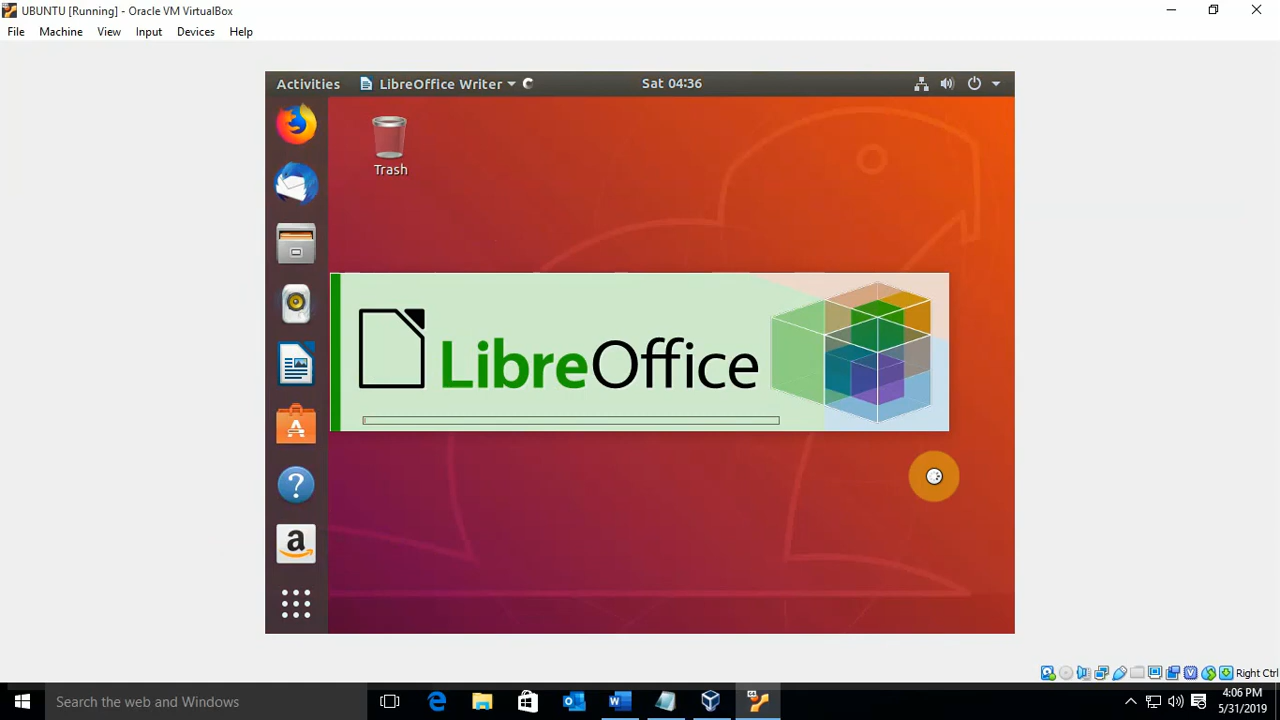 UBUNTU [Running] - Oracle VM VirtualBox
File Machine View Input Devices Help
Activities LibreOffice Writer Sat 04:36
Trash
LibreOffice
Right Ctrl
Search the web and Windows
4:06 PM
5/31/2019